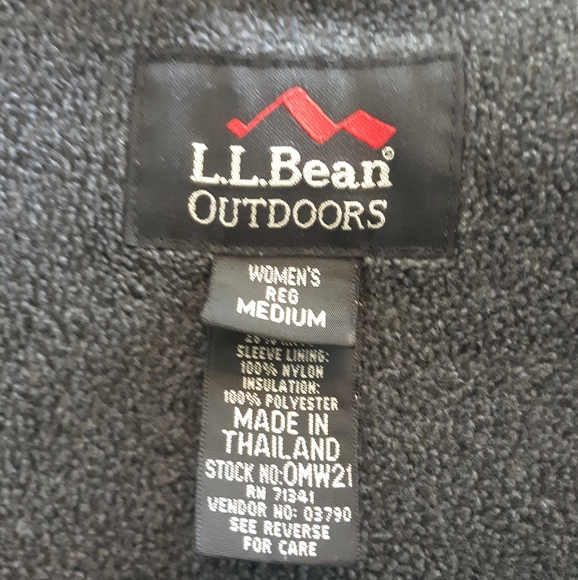 L.L.Bean®
OUTDOORS
WOMEN'S
REG
MEDIUM
SLEEVE LINING:
100% NYLON
INSULATION:
100% POLYESTER
MADE IN
THAILAND
STOCK NO:OMW21
RN 71341
VENDOR NO: 03790
SEE REVERSE
FOR CARE